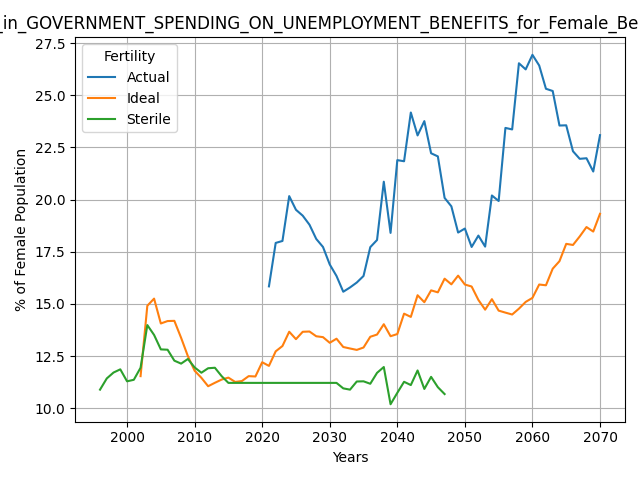 _in_GOVERNMENT_SPENDING_ON_UNEMPLOYMENT_BENEFITS_for_Female_Be
27.5
25.0
22.5
20.0
17.5
15.0
12.5
10.0
% of Female Population
Fertility
Actual
Ideal
Sterile
2000 2010 2020 2030 2040 2050 2060 2070
Years